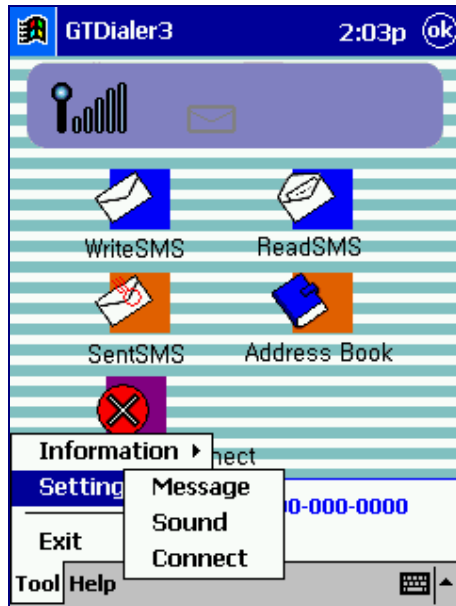 GTDialer3 2:03p ok
WriteSMS ReadSMS
SentSMS Address Book
Information nect
Setting Message
0-000-0000
Sound
Exit
Connect
Tool Help